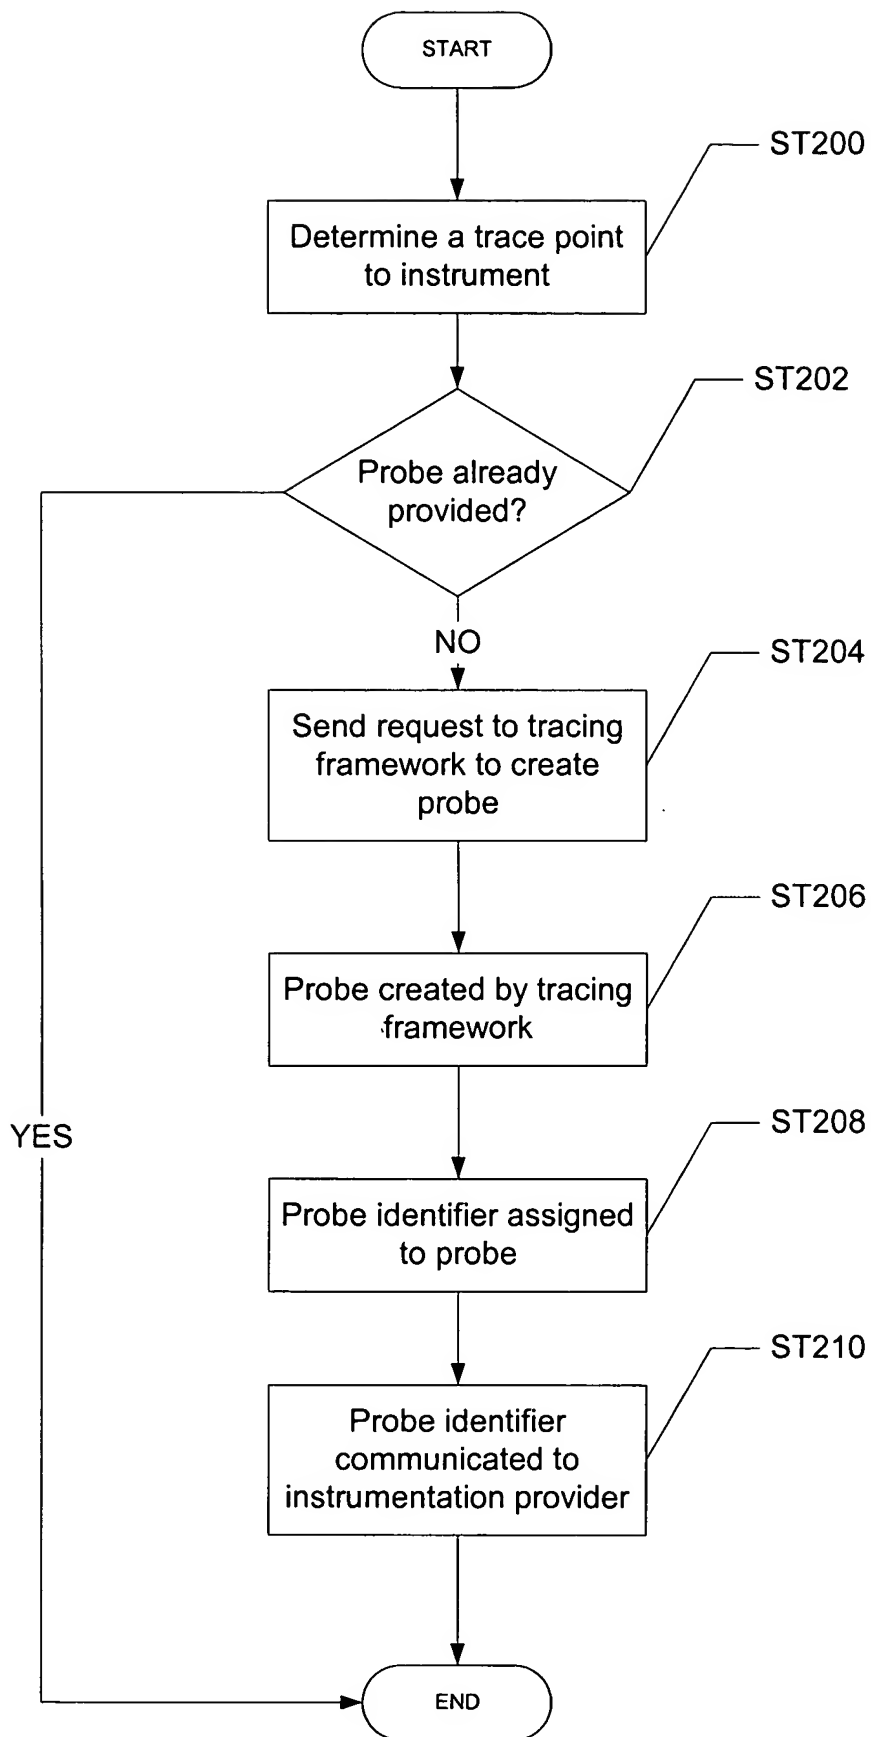 START
ST200
Determine a trace point
to instrument
ST202
Probe already
provided?
NO
ST204
Send request to tracing
framework to create
probe
ST206
Probe created by tracing
framework
YES
ST208
Probe identifier assigned
to probe
ST210
Probe identifier
communicated to
instrumentation provider
END